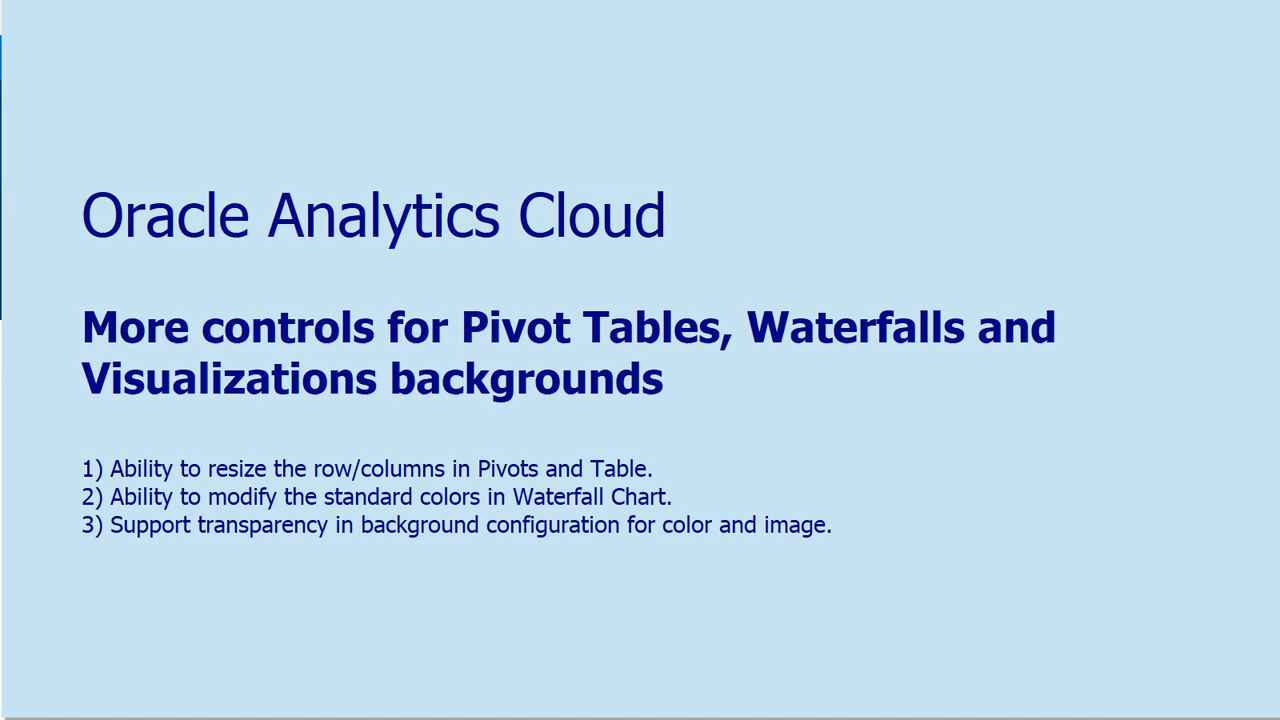 Oracle Analytics Cloud
More controls for Pivot Tables, Waterfalls and
Visualizations backgrounds
1) Ability to resize the row/columns in Pivots and Table.
2) Ability to modify the standard colors in Waterfall Chart.
3) Support transparency in background configuration for color and image.